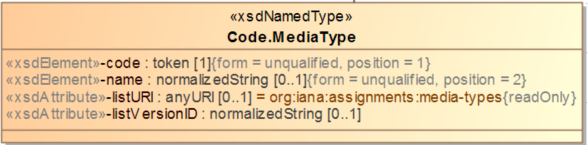 «xsdNamedType»
Code.MediaType
«xsdElement»-code : token [1]{form = unqualified, position = 1}
«xsdElement»-name : normalizedString [0..1]{form = unqualified, position = 2}
«xsdAttribute»-listURI : anyURI [0..1] = org:iana:assignments:media-types{readOnly}
«xsdAttribute»-listVersionID : normalizedString [0..1]